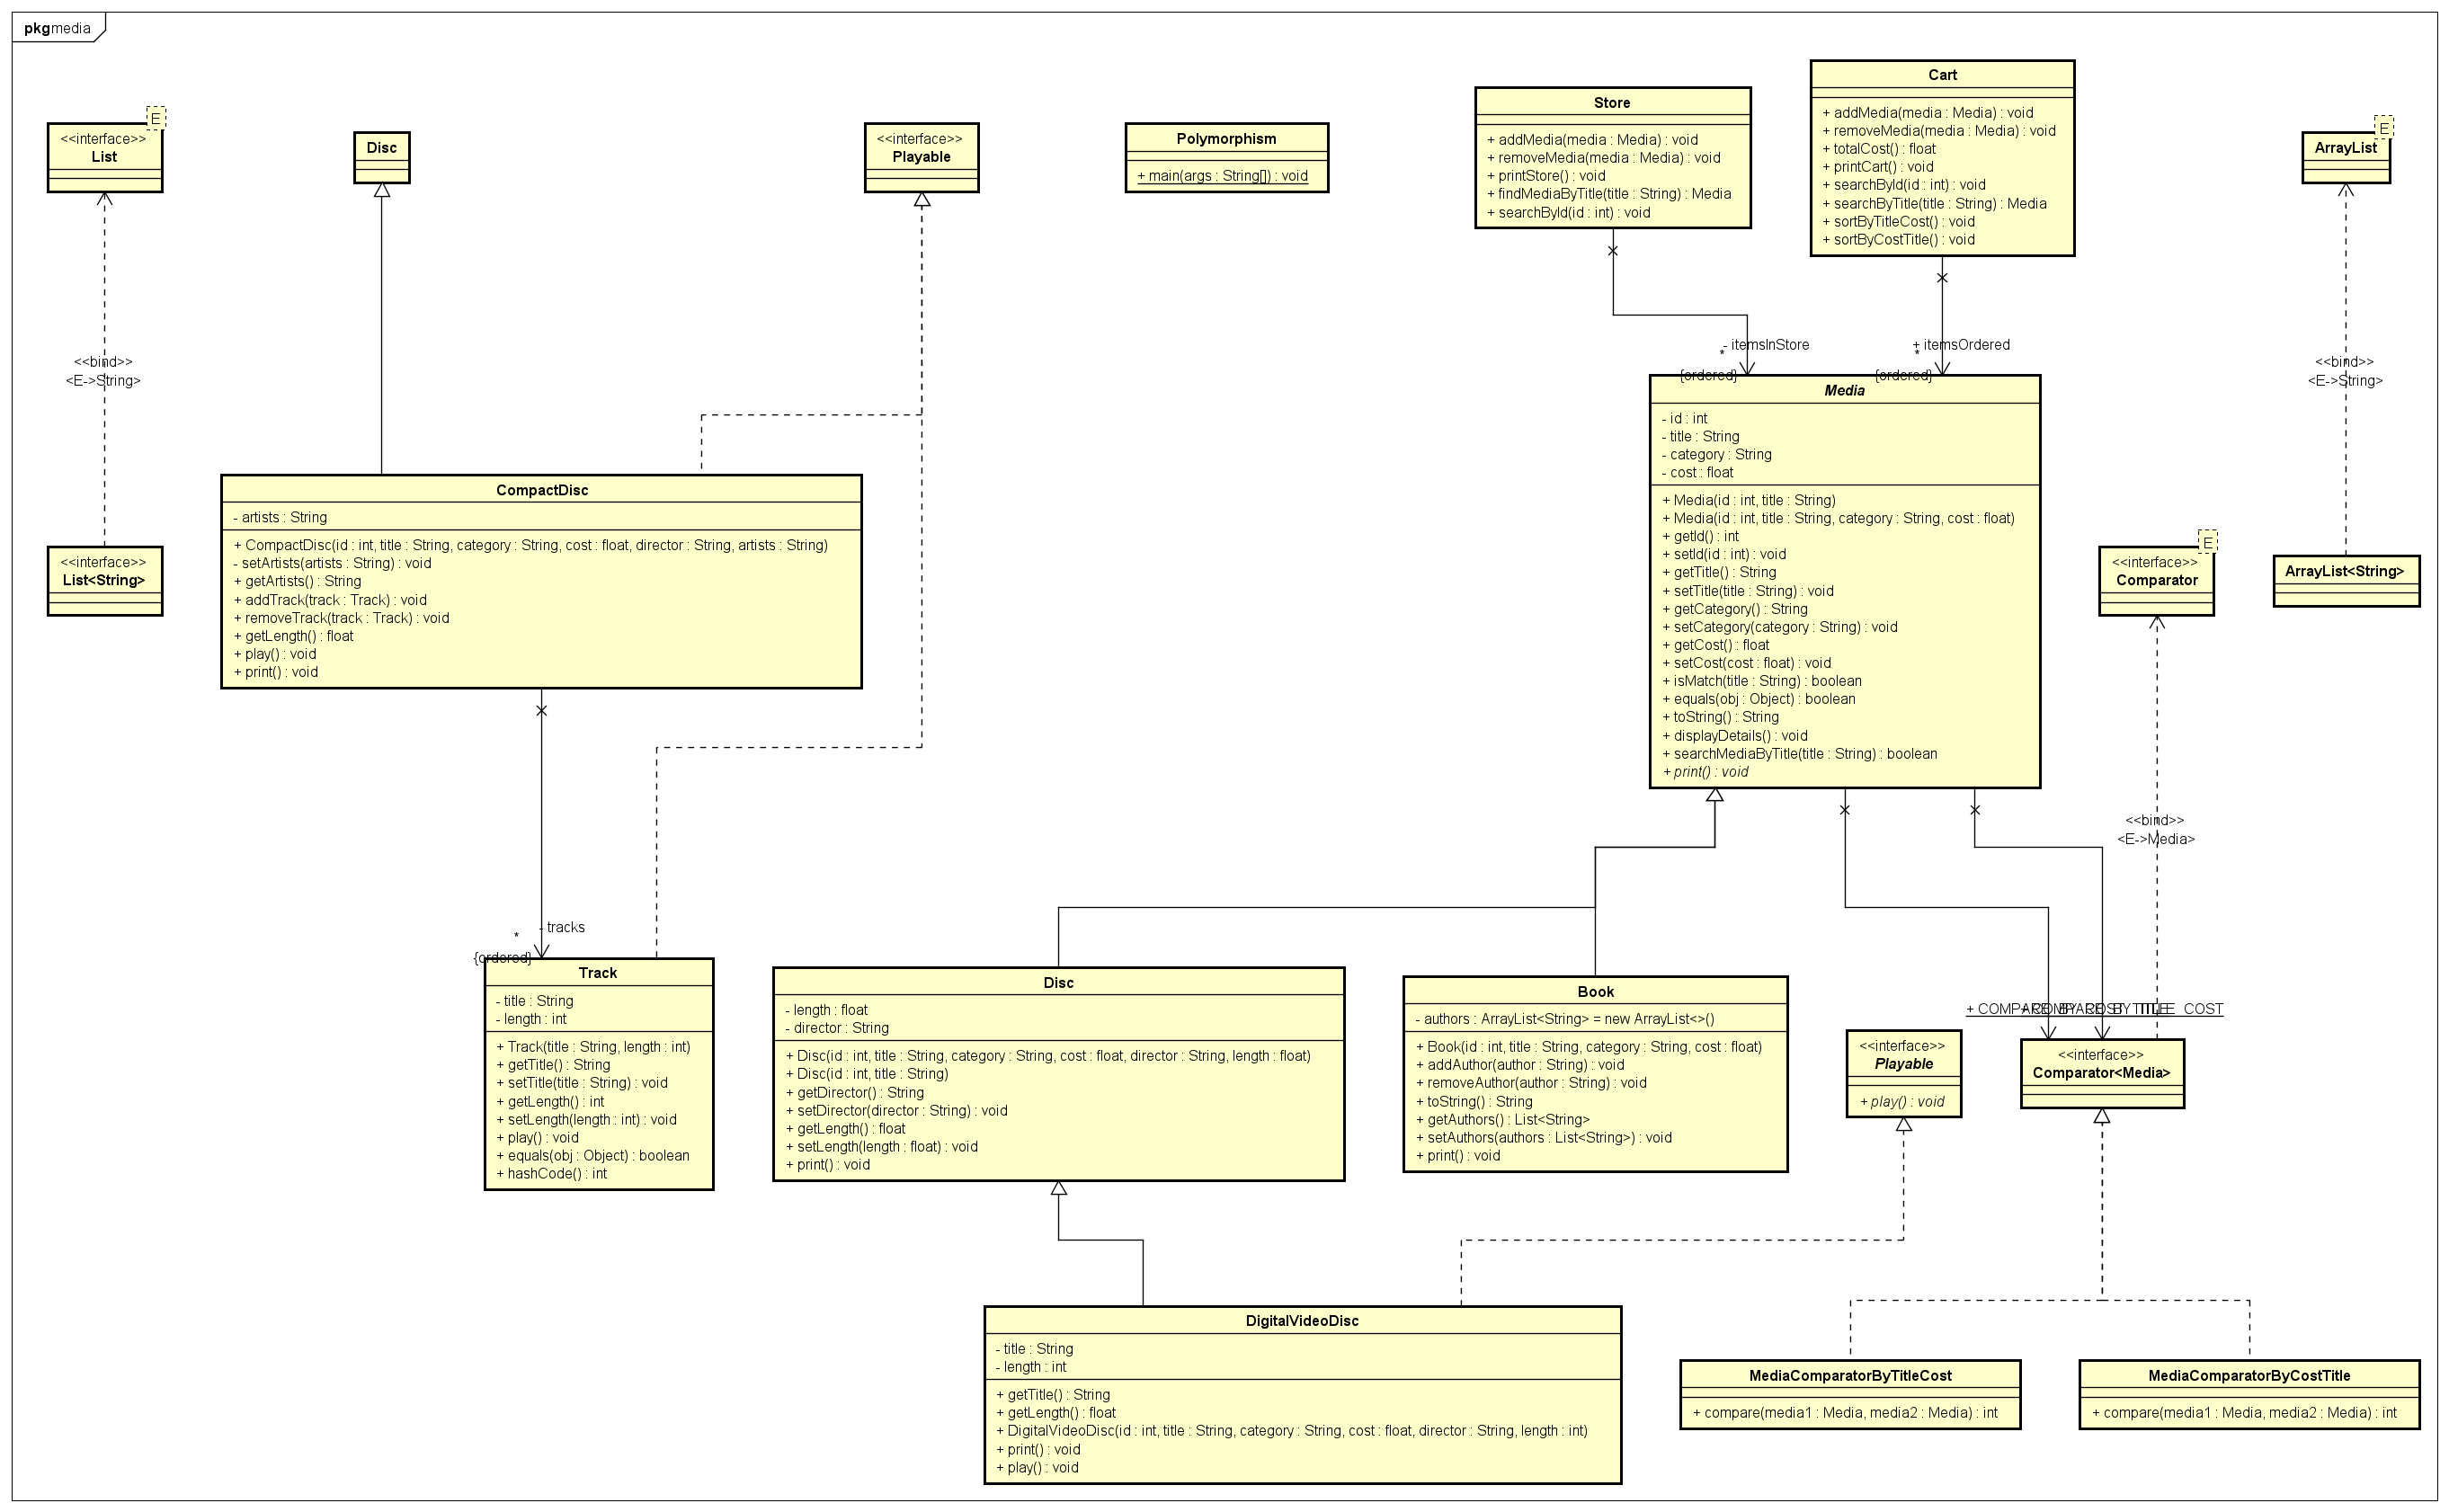 pkg media
<<interface>>
List
E
<<bind>>
<E->String>
<<interface>>
List<String>
Disc
<<interface>>
Playable
Polymorphism
+ main(args : String[]) : void
Store
+ addMedia(media : Media) : void
+ removeMedia(media : Media) : void
+ printStore() : void
+ findMediaByTitle(title : String) : Media
+ searchById(id : int) : void
Cart
+ addMedia(media : Media) : void
+ removeMedia(media : Media) : void
+ totalCost() : float
+ printCart() : void
+ searchById(id : int) : void
+ searchByTitle(title : String) : Media
+ sortByTitleCost() : void
+ sortByCostTitle() : void
ArrayList
E
<<bind>>
<E->String>
ArrayList<String>
- itemsInStore
*
{ordered}
+ itemsOrdered
*
{ordered}
CompactDisc
- artists : String
+ CompactDisc(id : int, title : String, category : String, cost : float, director : String, artists : String)
- setArtists(artists : String) : void
+ getArtists() : String
+ addTrack(track : Track) : void
+ removeTrack(track : Track) : void
+ getLength() : float
+ play() : void
+ print() : void
Media
- id : int
- title : String
- category : String
- cost : float
+ Media(id : int, title : String)
+ Media(id : int, title : String, category : String, cost : float)
+ getId() : int
+ setId(id : int) : void
+ getTitle() : String
+ setTitle(title : String) : void
+ getCategory() : String
+ setCategory(category : String) : void
+ getCost() : float
+ setCost(cost : float) : void
+ isMatch(title : String) : boolean
+ equals(obj : Object) : boolean
+ toString() : String
+ displayDetails() : void
+ searchMediaByTitle(title : String) : boolean
+ print() : void
<<interface>>
Comparator
E
<<bind>>
<E->Media>
- tracks
*
{ordered}
Track
- title : String
- length : int
+ Track(title : String, length : int)
+ getTitle() : String
+ setTitle(title : String) : void
+ getLength() : int
+ setLength(length : int) : void
+ play() : void
+ equals(obj : Object) : boolean
+ hashCode() : int
Disc
- length : float
- director : String
+ Disc(id : int, title : String, category : String, cost : float, director : String, length : float)
+ Disc(id : int, title : String)
+ getDirector() : String
+ setDirector(director : String) : void
+ getLength() : float
+ setLength(length : float) : void
+ print() : void
Book
- authors : ArrayList<String> = new ArrayList<>()
+ Book(id : int, title : String, category : String, cost : float)
+ addAuthor(author : String) : void
+ removeAuthor(author : String) : void
+ toString() : String
+ getAuthors() : List<String>
+ setAuthors(authors : List<String>) : void
+ print() : void
<<interface>>
Playable
+ play() : void
<<interface>>
Comparator<Media>
DigitalVideoDisc
- title : String
- length : int
+ getTitle() : String
+ getLength() : float
+ DigitalVideoDisc(id : int, title : String, category : String, cost : float, director : String, length : int)
+ print() : void
+ play() : void
MediaComparatorByTitleCost
+ compare(media1 : Media, media2 : Media) : int
MediaComparatorByCostTitle
+ compare(media1 : Media, media2 : Media) : int